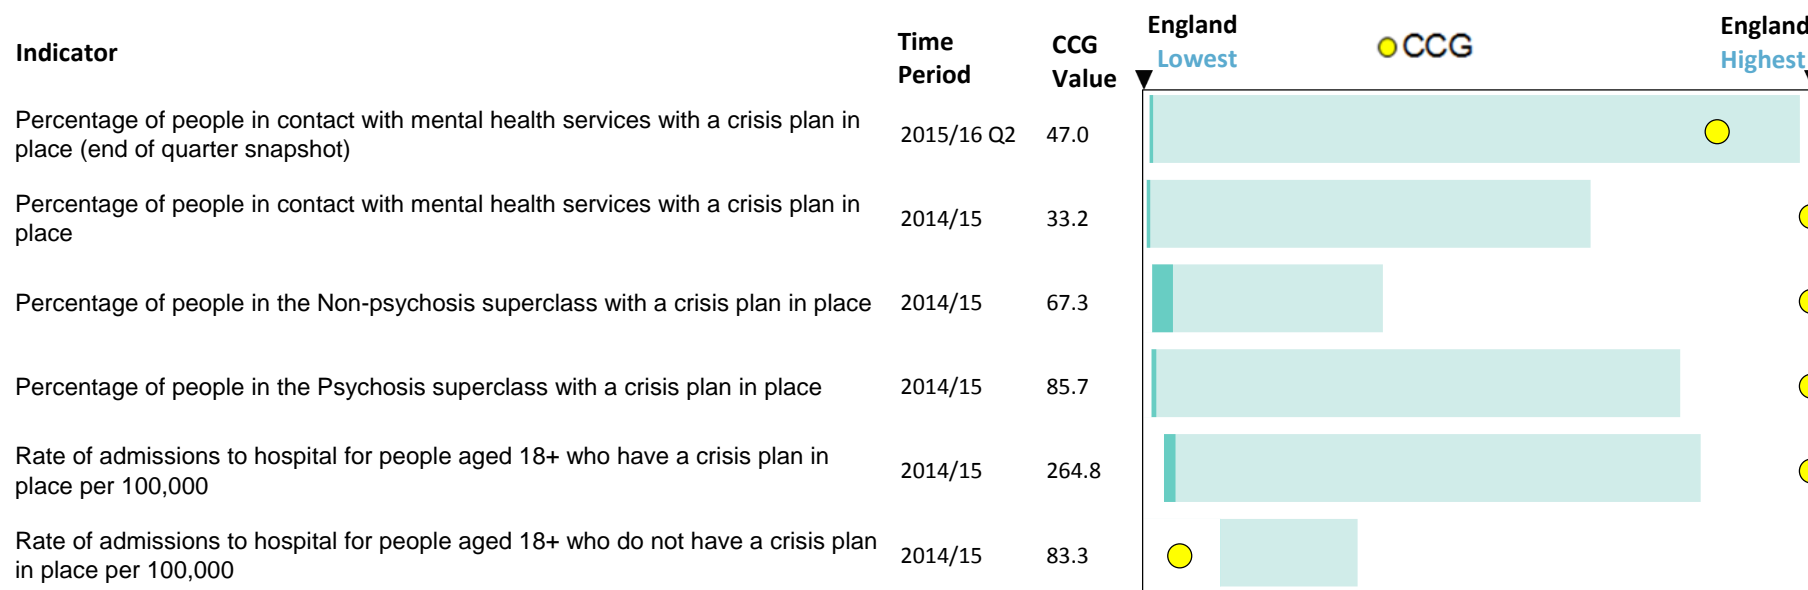 Indicator
Time
Period
CCG
Value
England
Lowest
CCG
England
Highest
Percentage of people in contact with mental health services with a crisis plan in
place (end of quarter snapshot)
2015/16 Q2
47.0
Percentage of people in contact with mental health services with a crisis plan in
place
2014/15
33.2
Percentage of people in the Non-psychosis superclass with a crisis plan in place
2014/15
67.3
Percentage of people in the Psychosis superclass with a crisis plan in place
2014/15
85.7
Rate of admissions to hospital for people aged 18+ who have a crisis plan in
place per 100,000
2014/15
264.8
Rate of admissions to hospital for people aged 18+ who do not have a crisis plan
in place per 100,000
2014/15
83.3